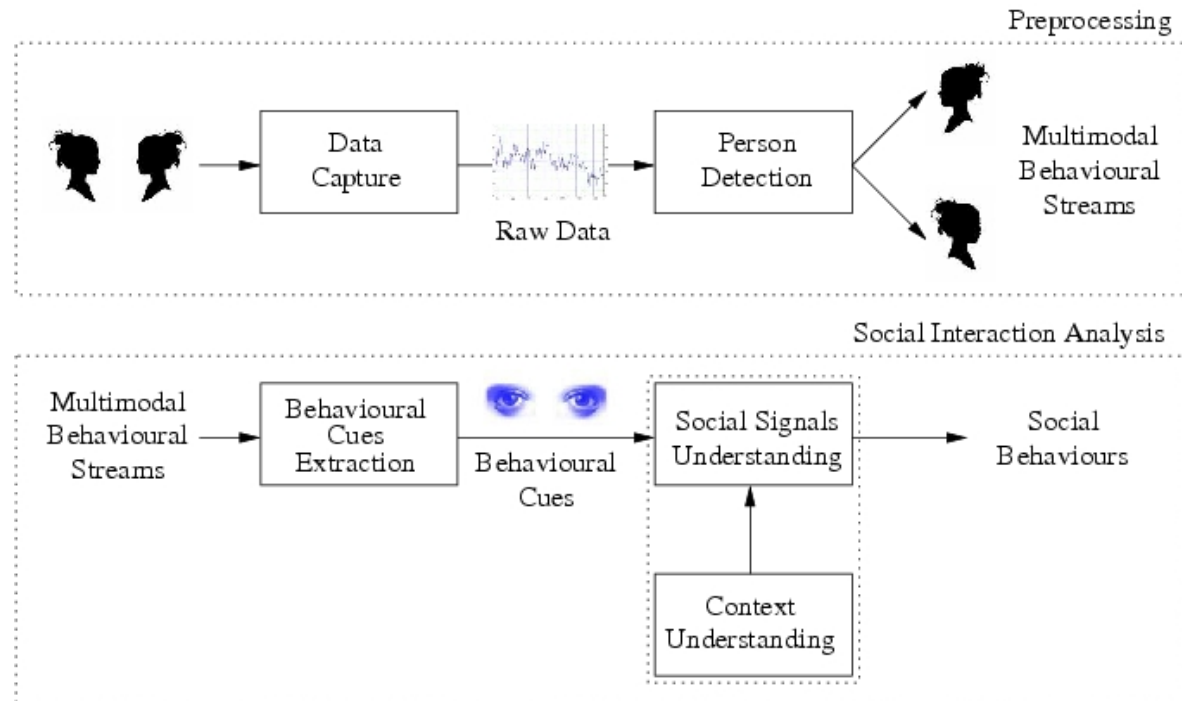 Preprocessing
Data
Capture
Raw Data
Person
Detection
Multimodal
Behavioural
Streams
Social Interaction Analysis
Multimodal
Behavioural
Streams
Behavioural
Cues
Extraction
Behavioural
Cues
Social Signals
Understanding
Social
Behaviours
Context
Understanding